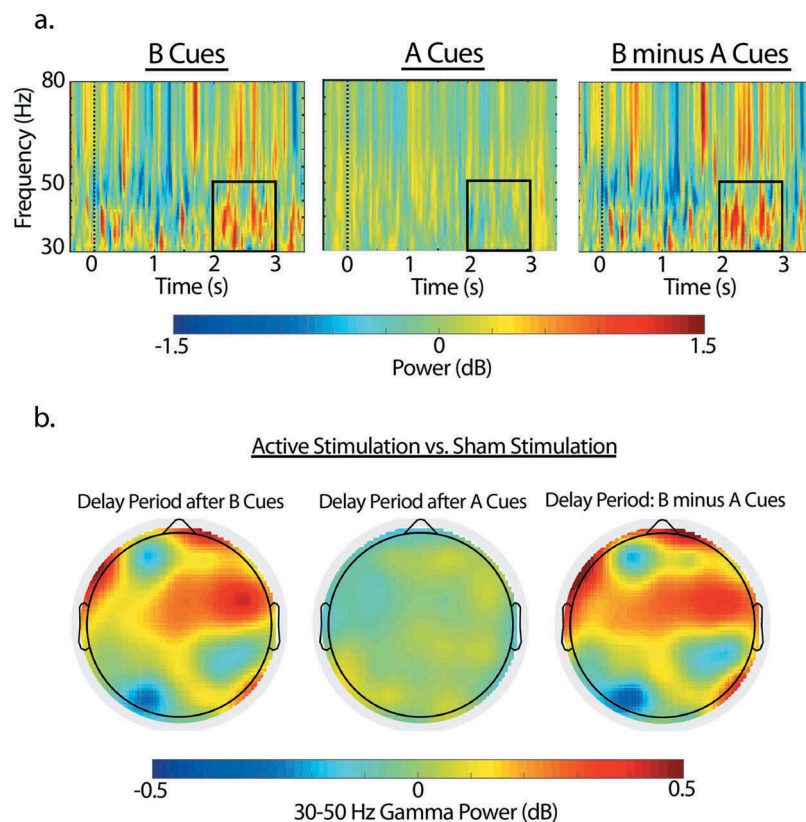 a.
B Cues
A Cues
B minus A Cues
Frequency (Hz)
80
50
30
0 1 2 3
Time (s)
0 1 2 3
Time (s)
0 1 2 3
Time (s)
-1.5 0 1.5
Power (dB)
b.
Active Stimulation vs. Sham Stimulation
Delay Period after B Cues
Delay Period after A Cues
Delay Period: B minus A Cues
-0.5 0 0.5
30-50 Hz Gamma Power (dB)